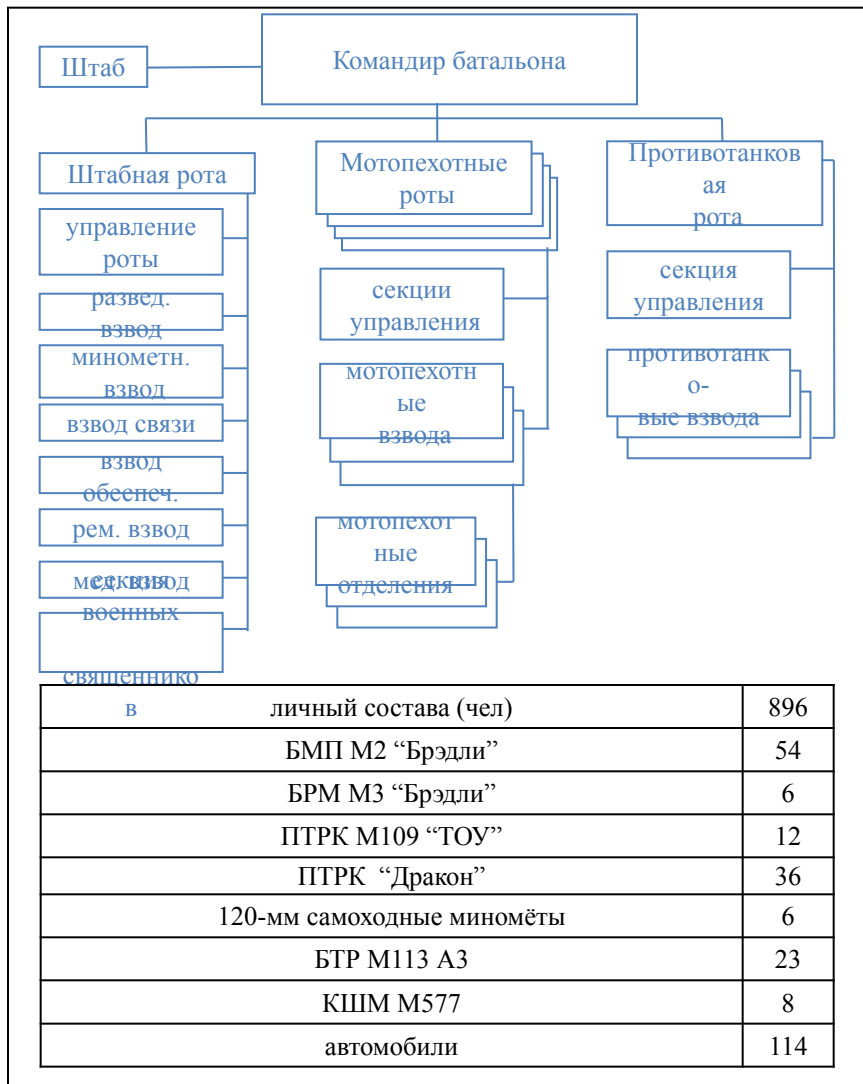 Штаб
Командир батальона
Штабная рота
управление
роты
развед.
взвод
минометн.
взвод
взвод связи
взвод
обеспеч.
рем. взвод
мед. взвод
секция
военных
священнико
в
Мотопехотные
роты
секции
управления
мотопехотн
ые
взвода
мотопехот
ные
отделения
Противотанков
ая
рота
секция
управления
противотанк
о-
вые взвода
личный состава (чел) 896
БМП М2 “Брэдли” 54
БРМ М3 “Брэдли” 6
ПТРК М109 “ТОУ” 12
ПТРК “Дракон” 36
120-мм самоходные миномёты 6
БТР М113 А3 23
КШМ М577 8
автомобили 114